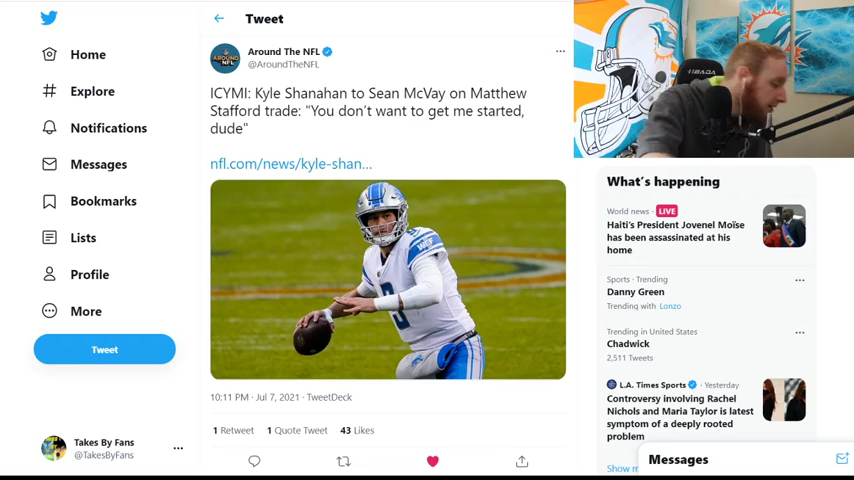 Tweet
Around The NFL
@AroundTheNFL
ICYMI: Kyle Shanahan to Sean McVay on Matthew
Stafford trade: "You don't want to get me started,
dude"
nfl.com/news/kyle-shan...
10:11 PM · Jul 7, 2021 · TweetDeck
1 Retweet 1 Quote Tweet 43 Likes
Home
Explore
Notifications
Messages
Bookmarks
Lists
Profile
More
Tweet
Takes By Fans
@TakesByFans
What's happening
World news · LIVE
Haiti's President Jovenel Moïse
has been assassinated at his
home
Sports · Trending
Danny Green
Trending with Lonzo
Trending in United States
Chadwick
2,511 Tweets
L.A. Times Sports · Yesterday
Controversy involving Rachel
Nichols and Maria Taylor is latest
symptom of a deeply rooted
problem
Show m
Messages